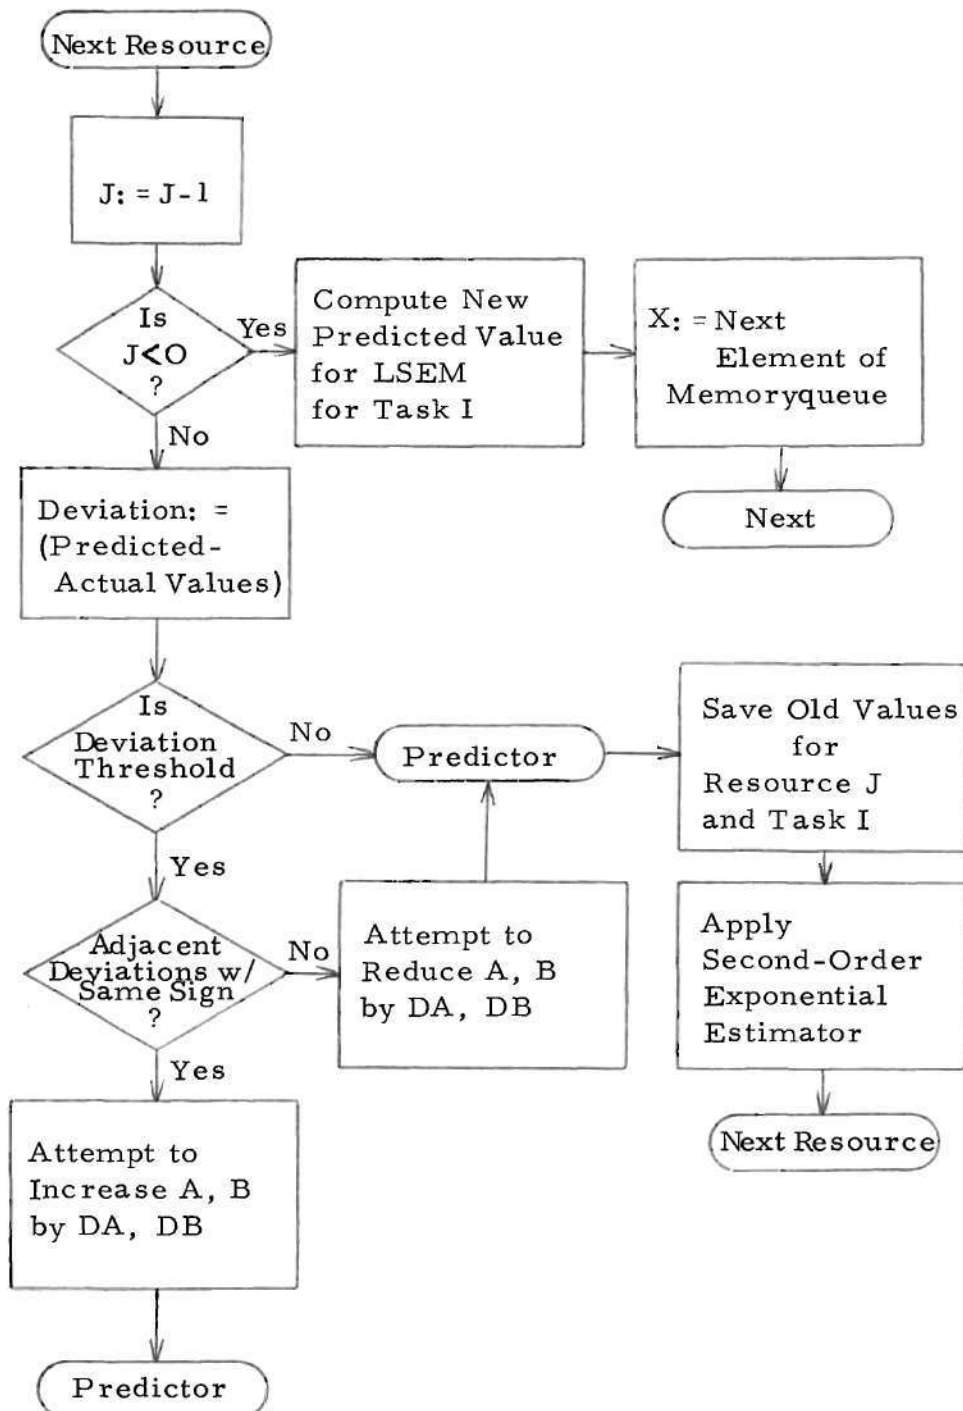 Next Resource
J: = J-1
Is
J<O
?
Yes
Compute New
Predicted Value
for LSEM
for Task I
X: = Next
Element of
Memoryqueue
Next
No
Deviation: =
(Predicted-
Actual Values)
Is
Deviation
Threshold
?
No
Predictor
Save Old Values
for
Resource J
and Task I
Yes
Adjacent
Deviations w/
Same Sign
?
No
Attempt to
Reduce A, B
by DA, DB
Apply
Second-Order
Exponential
Estimator
Next Resource
Yes
Attempt to
Increase A, B
by DA, DB
Predictor